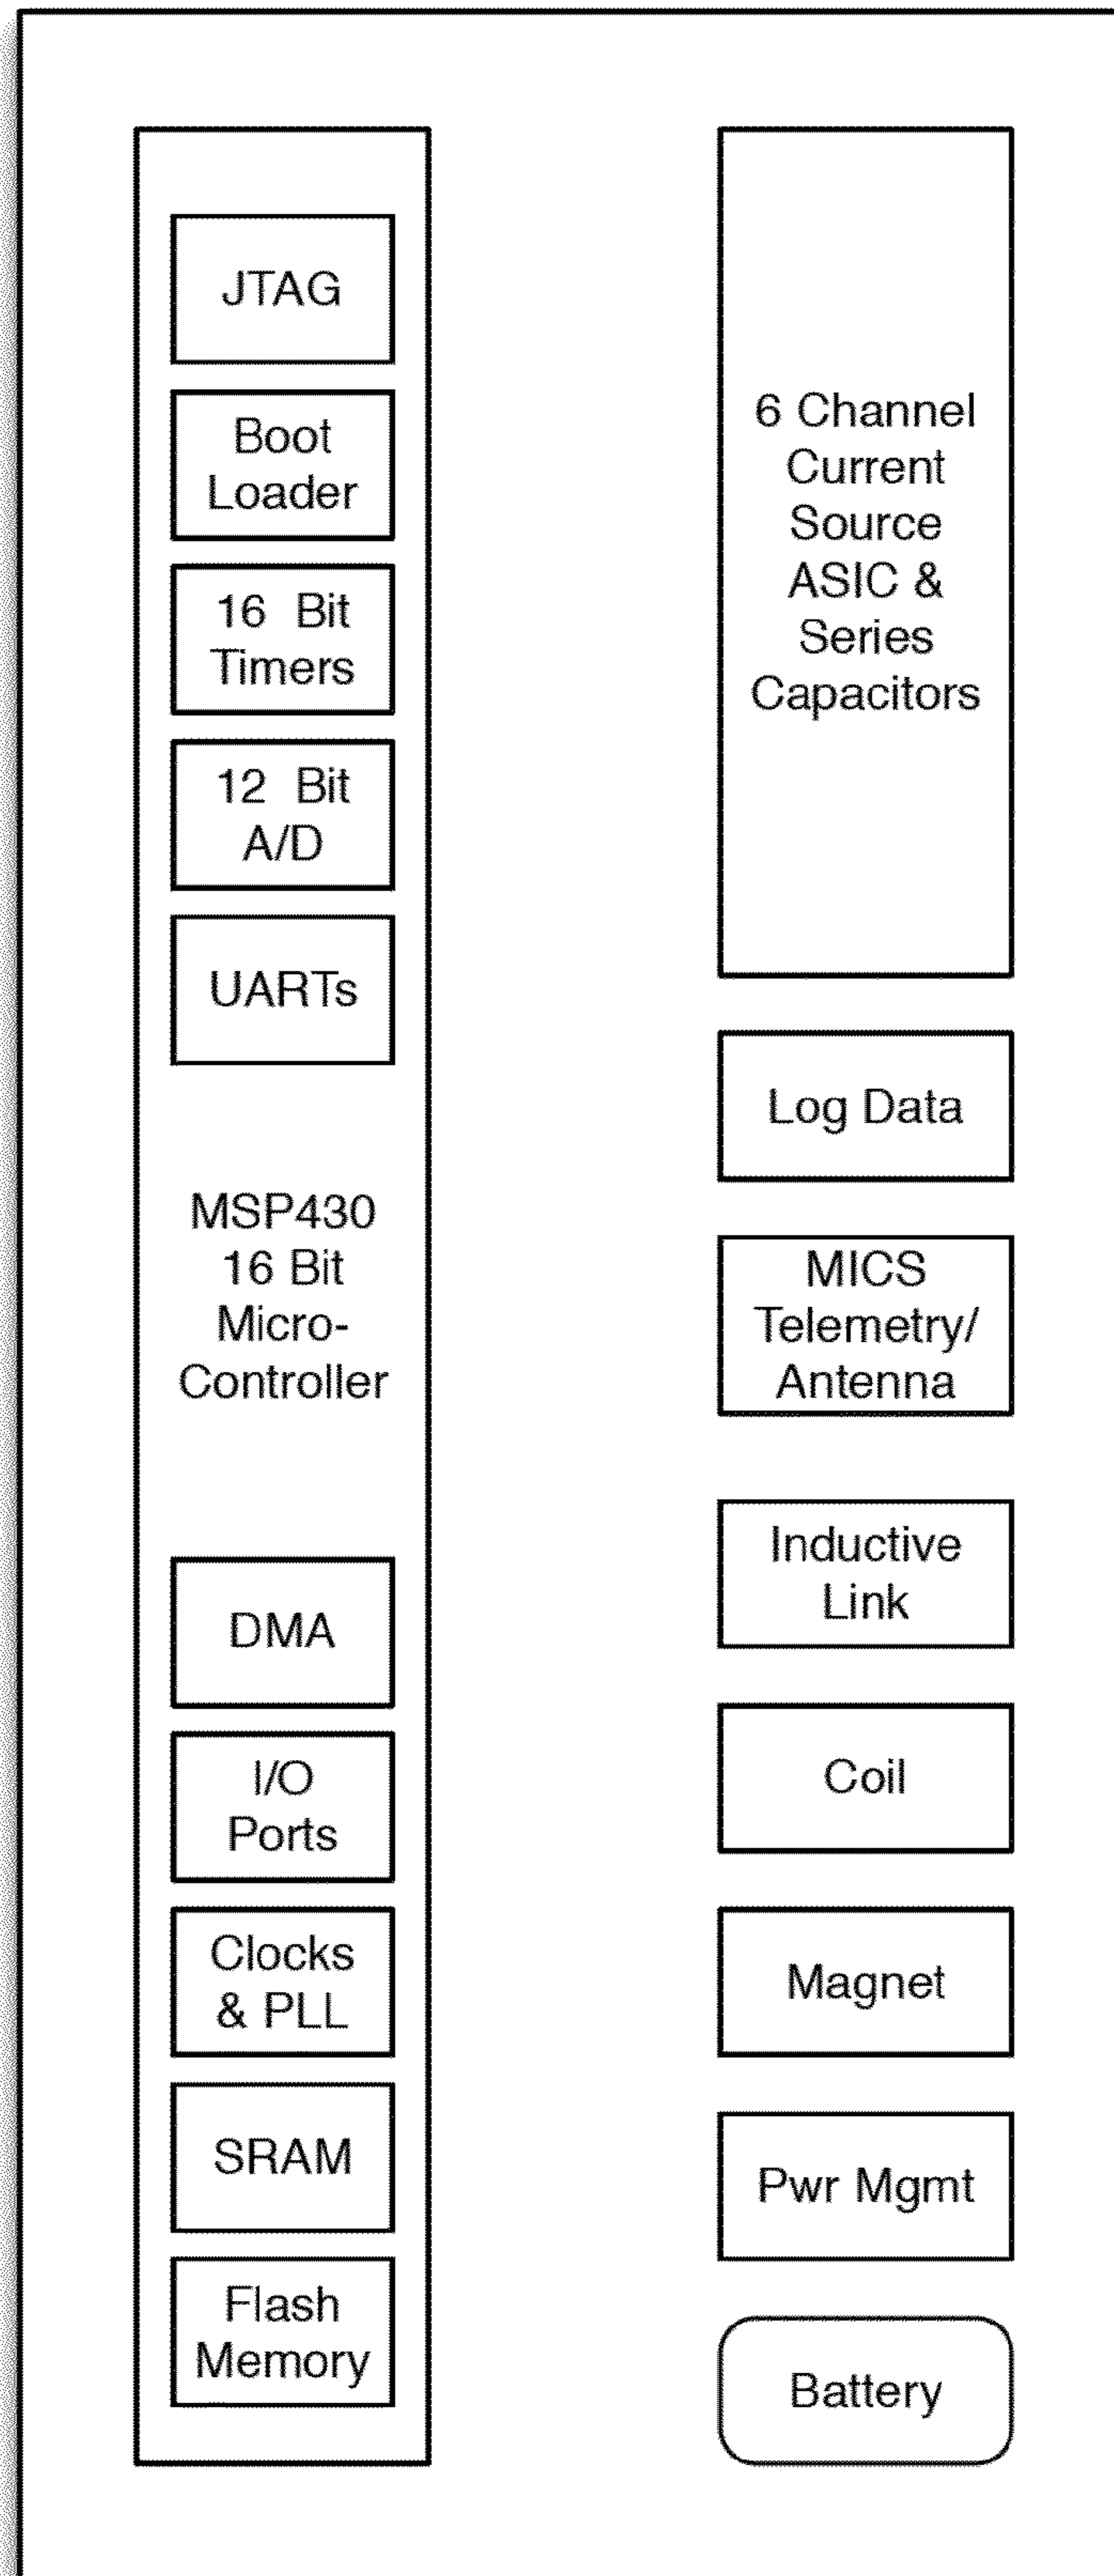 JTAG
Boot
Loader
16 Bit
Timers
12 Bit
A/D
UARTs
MSP430
16 Bit
Micro-
Controller
DMA
I/O
Ports
Clocks
& PLL
SRAM
Flash
Memory
6 Channel
Current
Source
ASIC &
Series
Capacitors
Log Data
MICS
Telemetry/
Antenna
Inductive
Link
Coil
Magnet
Pwr Mgmt
Battery